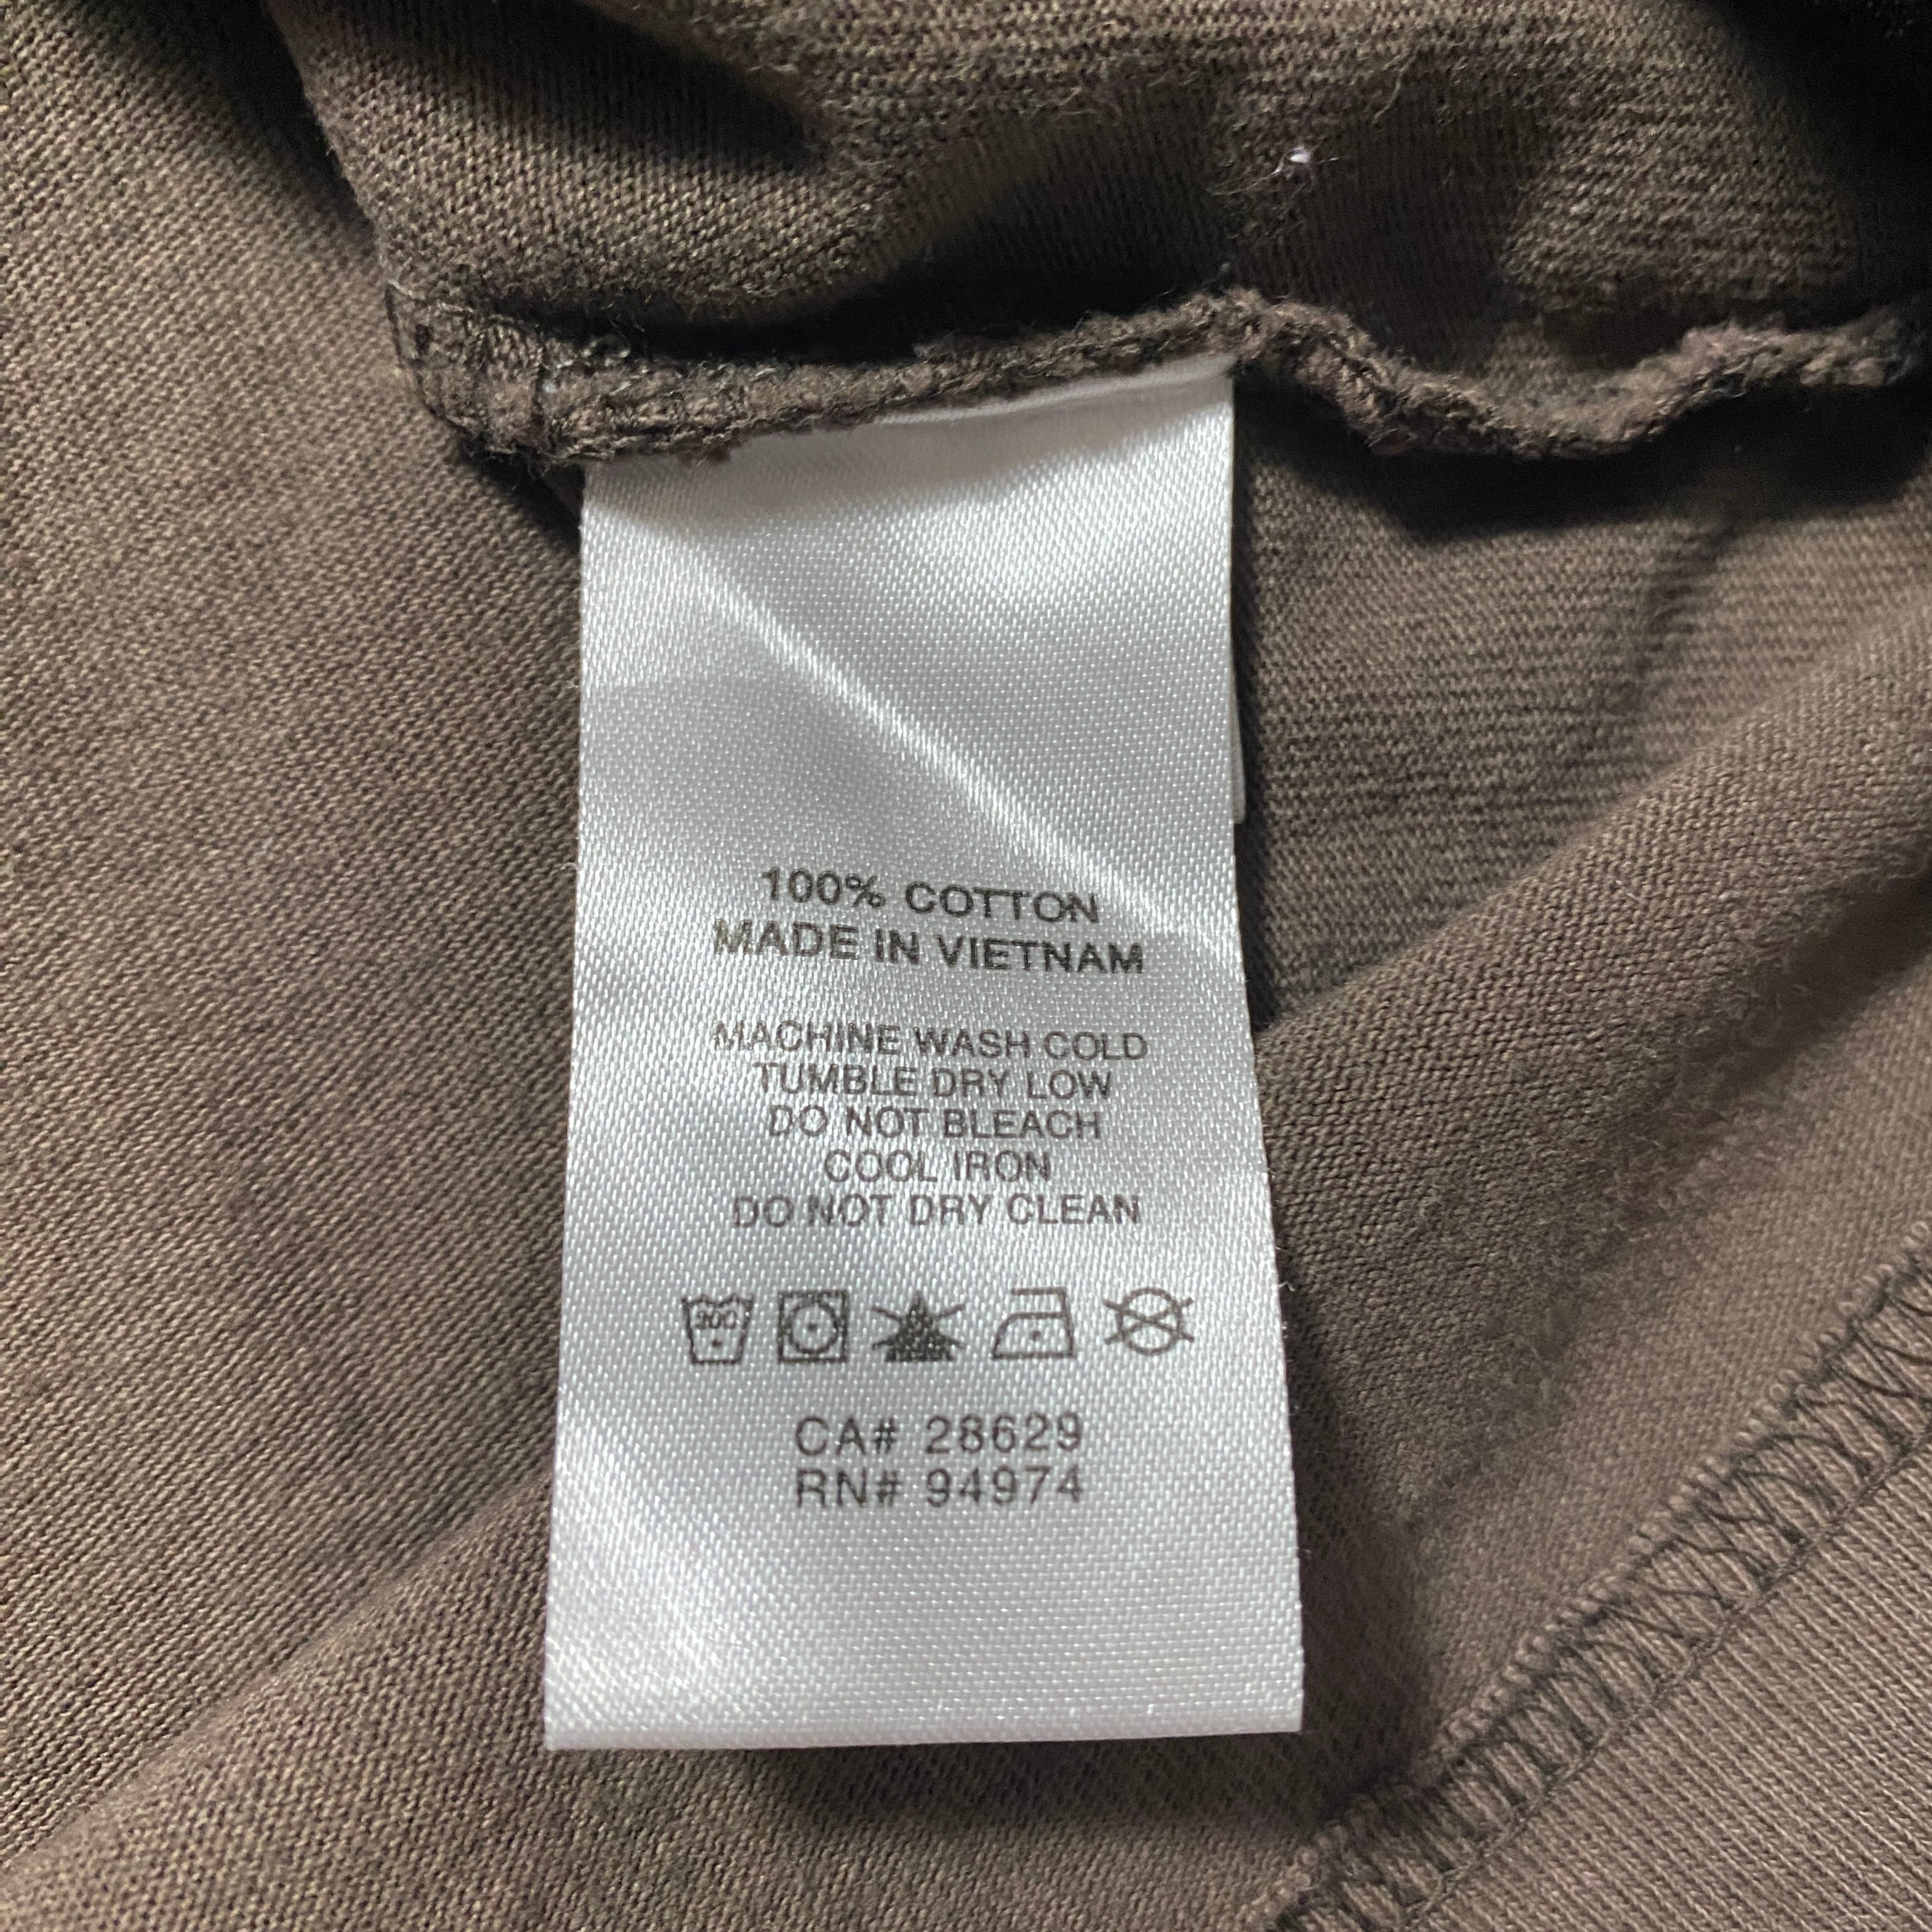 100% COTTON
MADE IN VIETNAM
MACHINE WASH COLD
TUMBLE DRY LOW
DO NOT BLEACH
COOL IRON
DO NOT DRY CLEAN
CA# 28629
RN# 94974